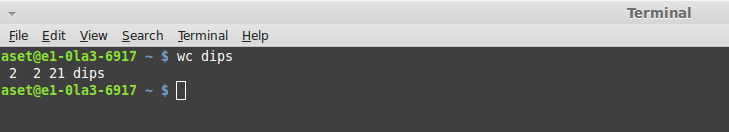 Terminal
File Edit View Search Terminal Help
aset@e1-0la3-6917 ~ $ wc dips
 2  2 21 dips
aset@e1-0la3-6917 ~ $